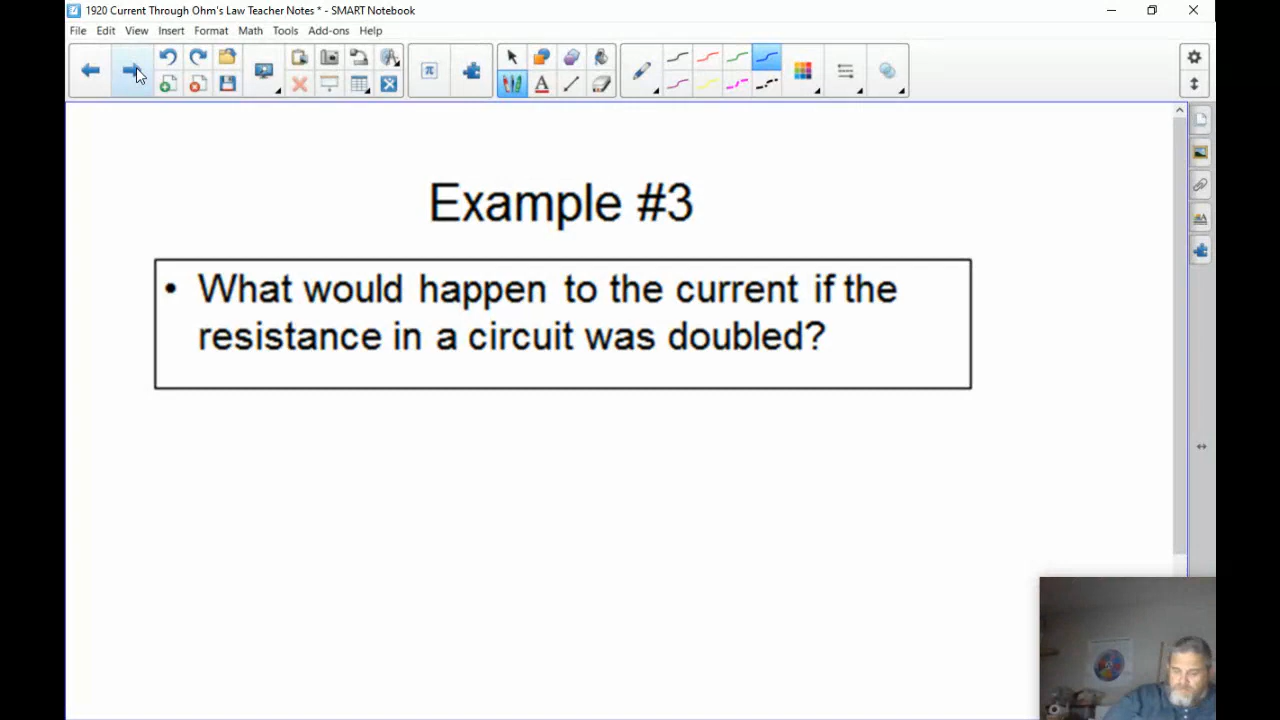 1920 Current Through Ohm's Law Teacher Notes * - SMART Notebook
File Edit View Insert Format Math Tools Add-ons Help
Example #3
• What would happen to the current if the
resistance in a circuit was doubled?